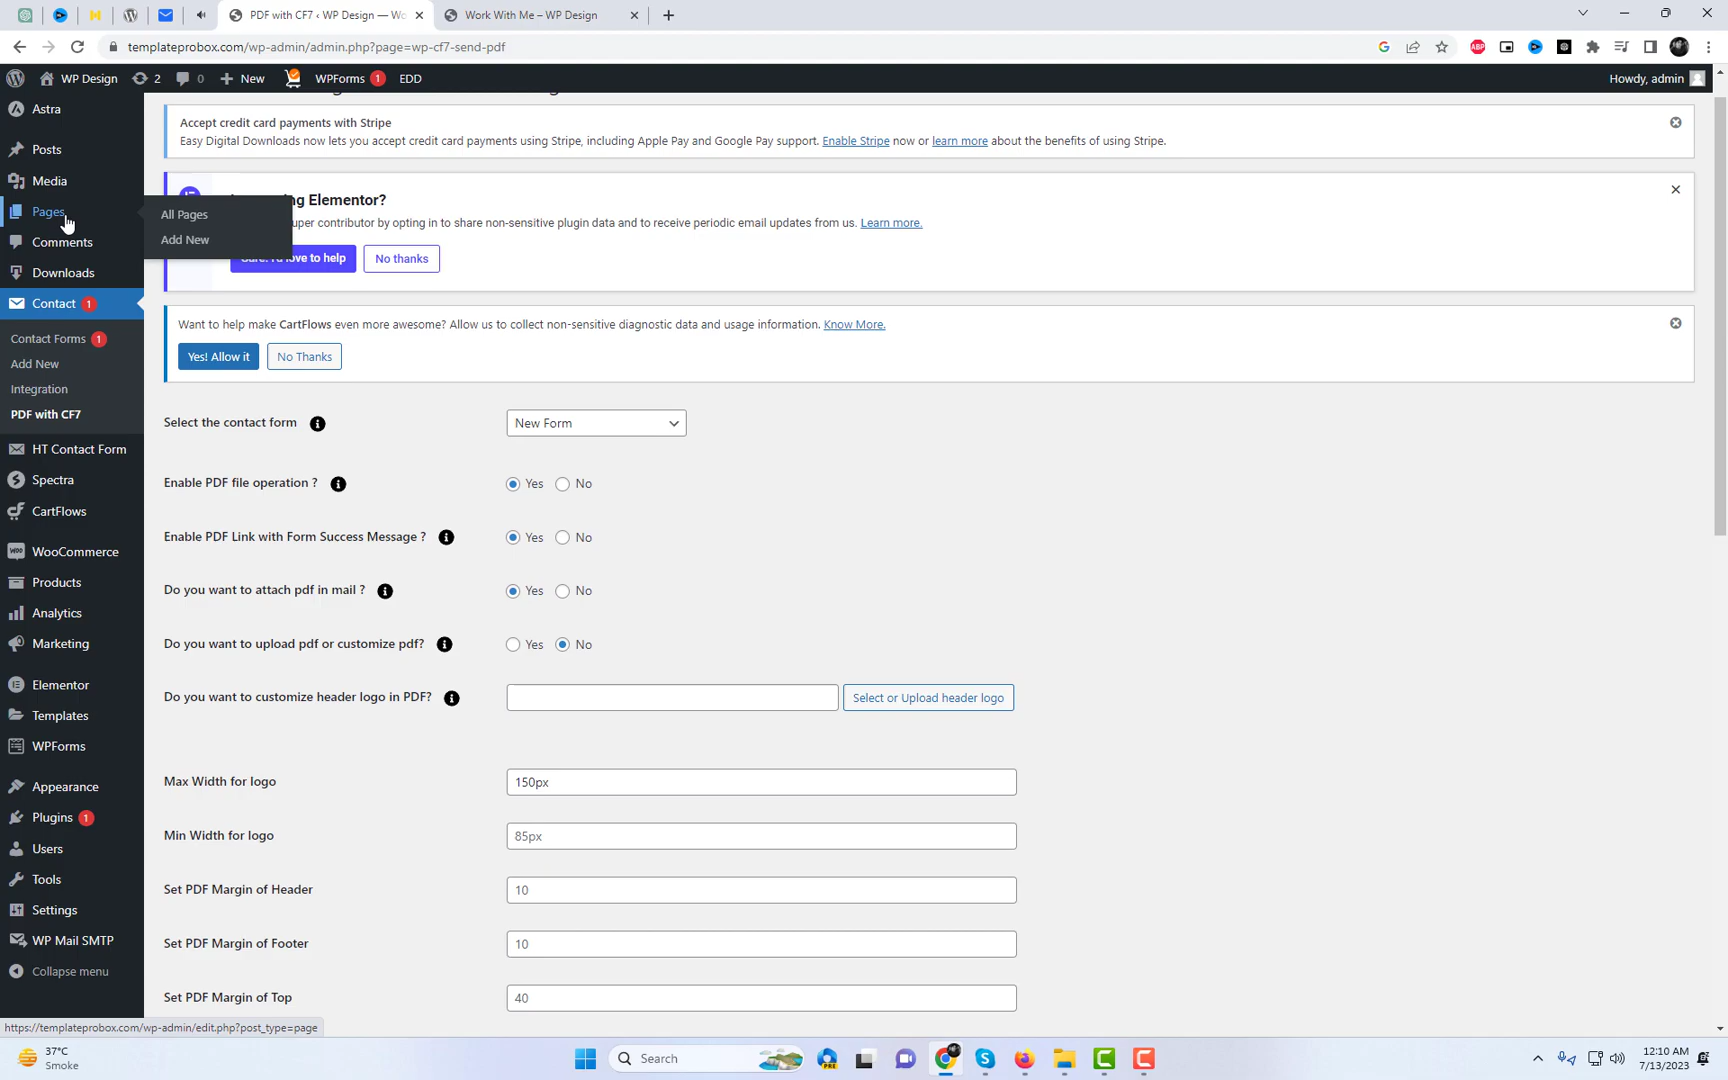 PDF with CF7 ‹ WP Design — Wo
Work With Me – WP Design
templateprobox.com/wp-admin/admin.php?page=wp-cf7-send-pdf
WP Design
2
0
New
WPForms 1
EDD
Howdy, admin
Astra
Posts
Media
Pages
All Pages
Add New
Comments
Downloads
Contact 1
Contact Forms 1
Add New
Integration
PDF with CF7
HT Contact Form
Spectra
CartFlows
WooCommerce
Products
Analytics
Marketing
Elementor
Templates
WPForms
Appearance
Plugins 1
Users
Tools
Settings
WP Mail SMTP
Collapse menu
Accept credit card payments with Stripe
Easy Digital Downloads now lets you accept credit card payments using Stripe, including Apple Pay and Google Pay support. Enable Stripe now or learn more about the benefits of using Stripe.
Elementor?
contributor by opting in to share non-sensitive plugin data and to receive periodic email updates from us. Learn more.
love to help
No thanks
Want to help make CartFlows even more awesome? Allow us to collect non-sensitive diagnostic data and usage information. Know More.
Yes! Allow it
No Thanks
Select the contact form
New Form
Enable PDF file operation ?
Yes
No
Enable PDF Link with Form Success Message ?
Yes
No
Do you want to attach pdf in mail ?
Yes
No
Do you want to upload pdf or customize pdf?
Yes
No
Do you want to customize header logo in PDF?
Select or Upload header logo
Max Width for logo
150px
Min Width for logo
85px
Set PDF Margin of Header
10
Set PDF Margin of Footer
10
Set PDF Margin of Top
40
https://templateprobox.com/wp-admin/edit.php?post_type=page
37°C
Smoke
Search
PRE
12:10 AM
7/13/2023